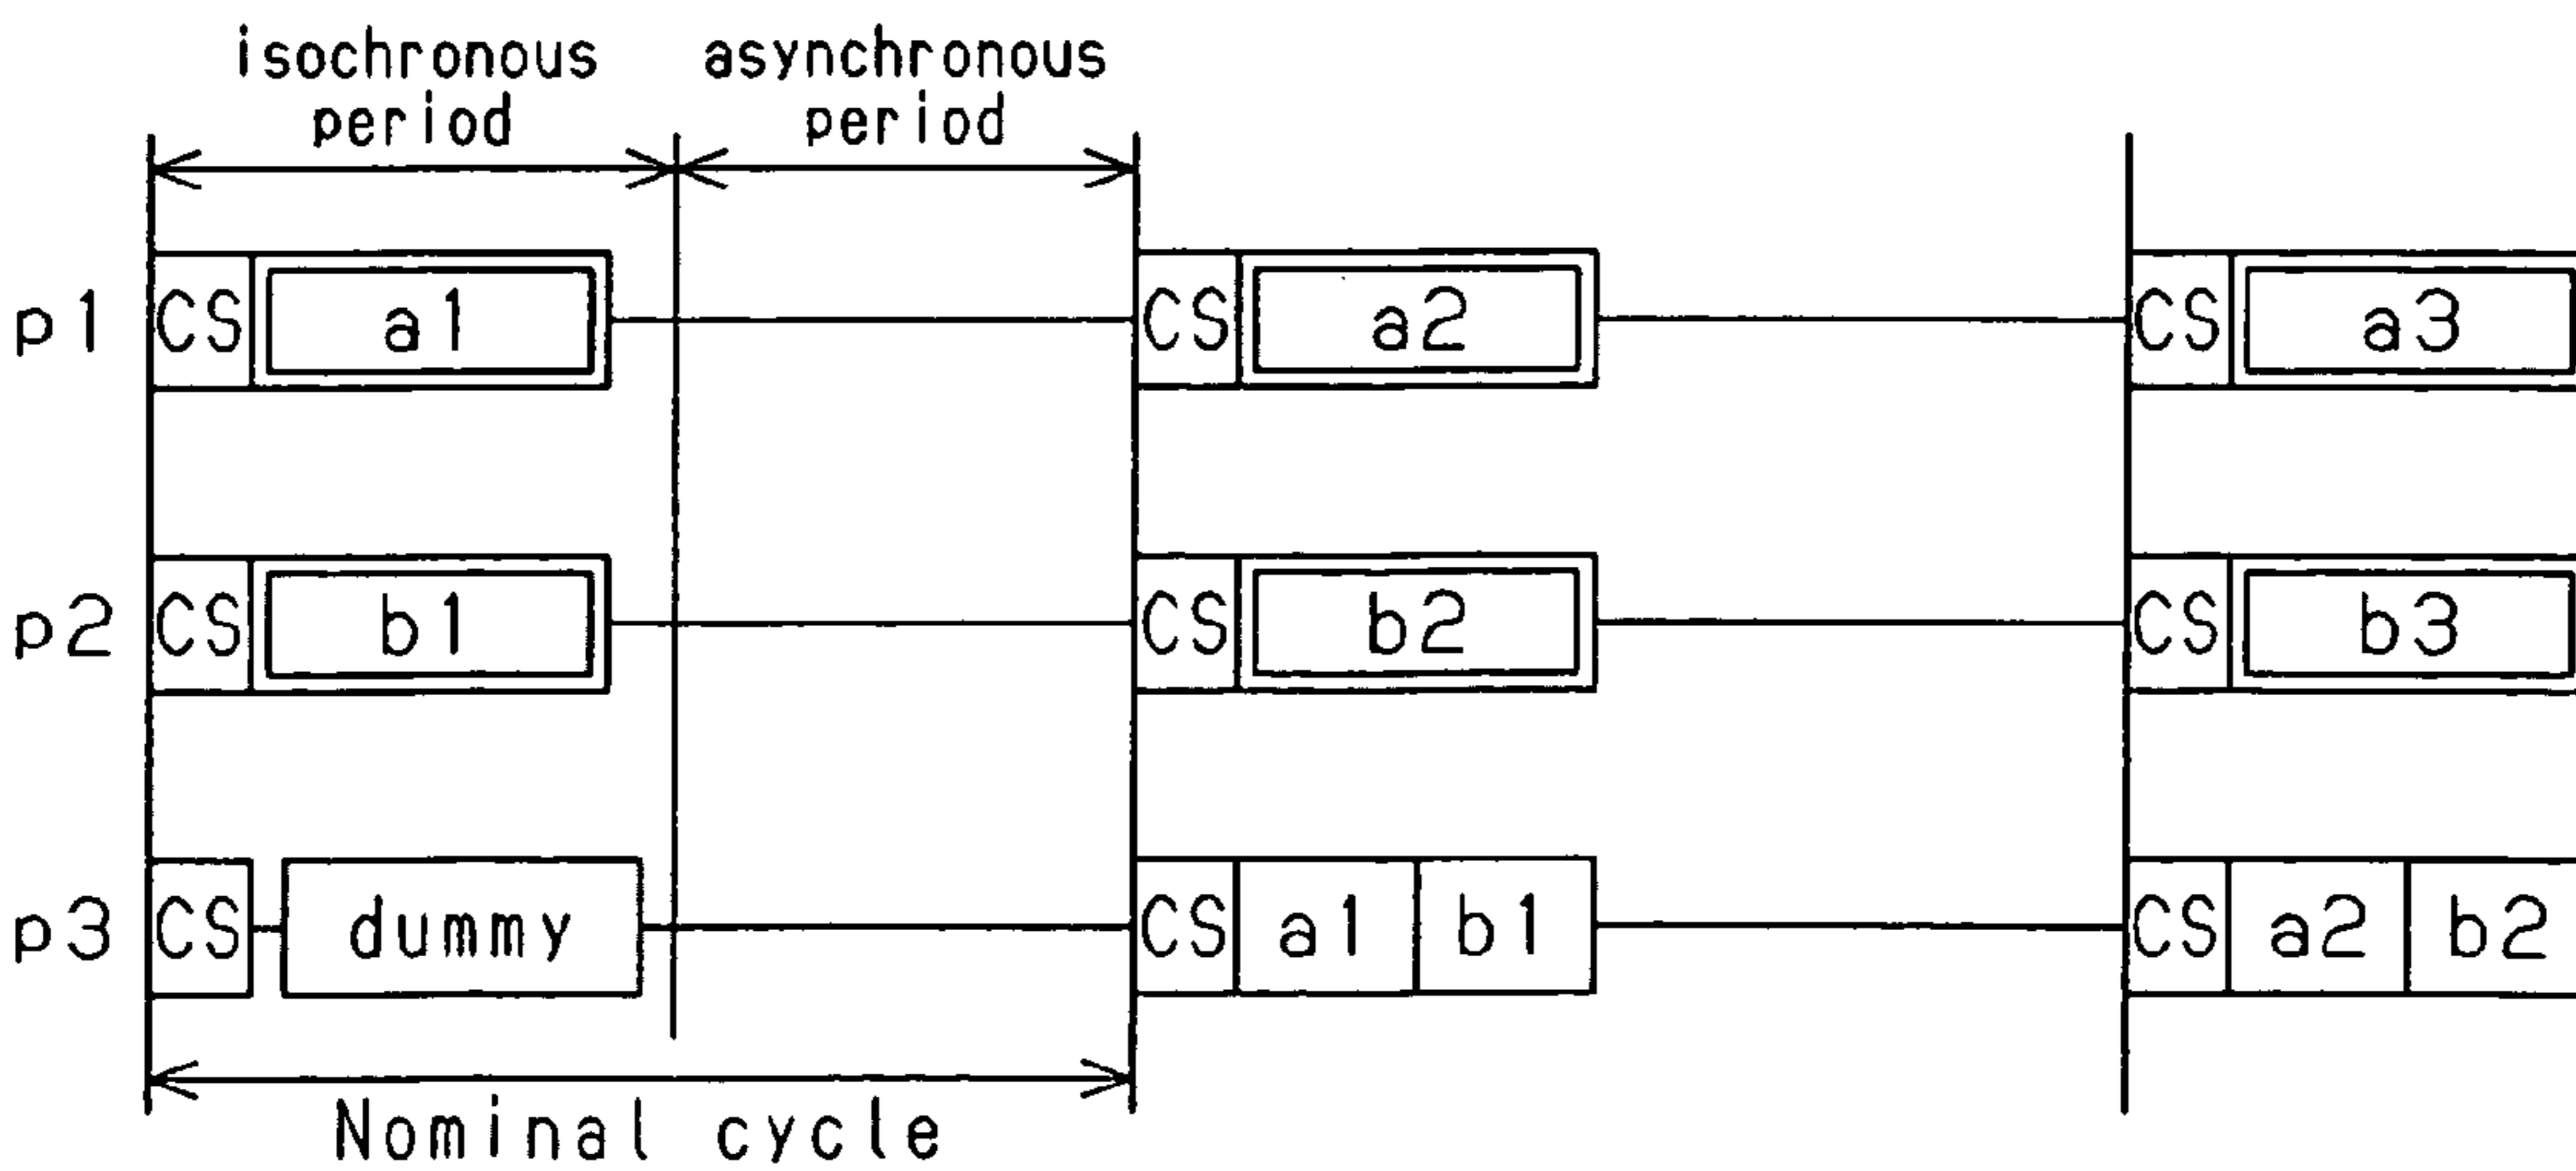 isochronous period
asynchronous period
p1 CS a1 CS a2 CS a3
p2 CS b1 CS b2 CS b3
p3 CS dummy CS a1 b1 CS a2 b2
Nominal cycle